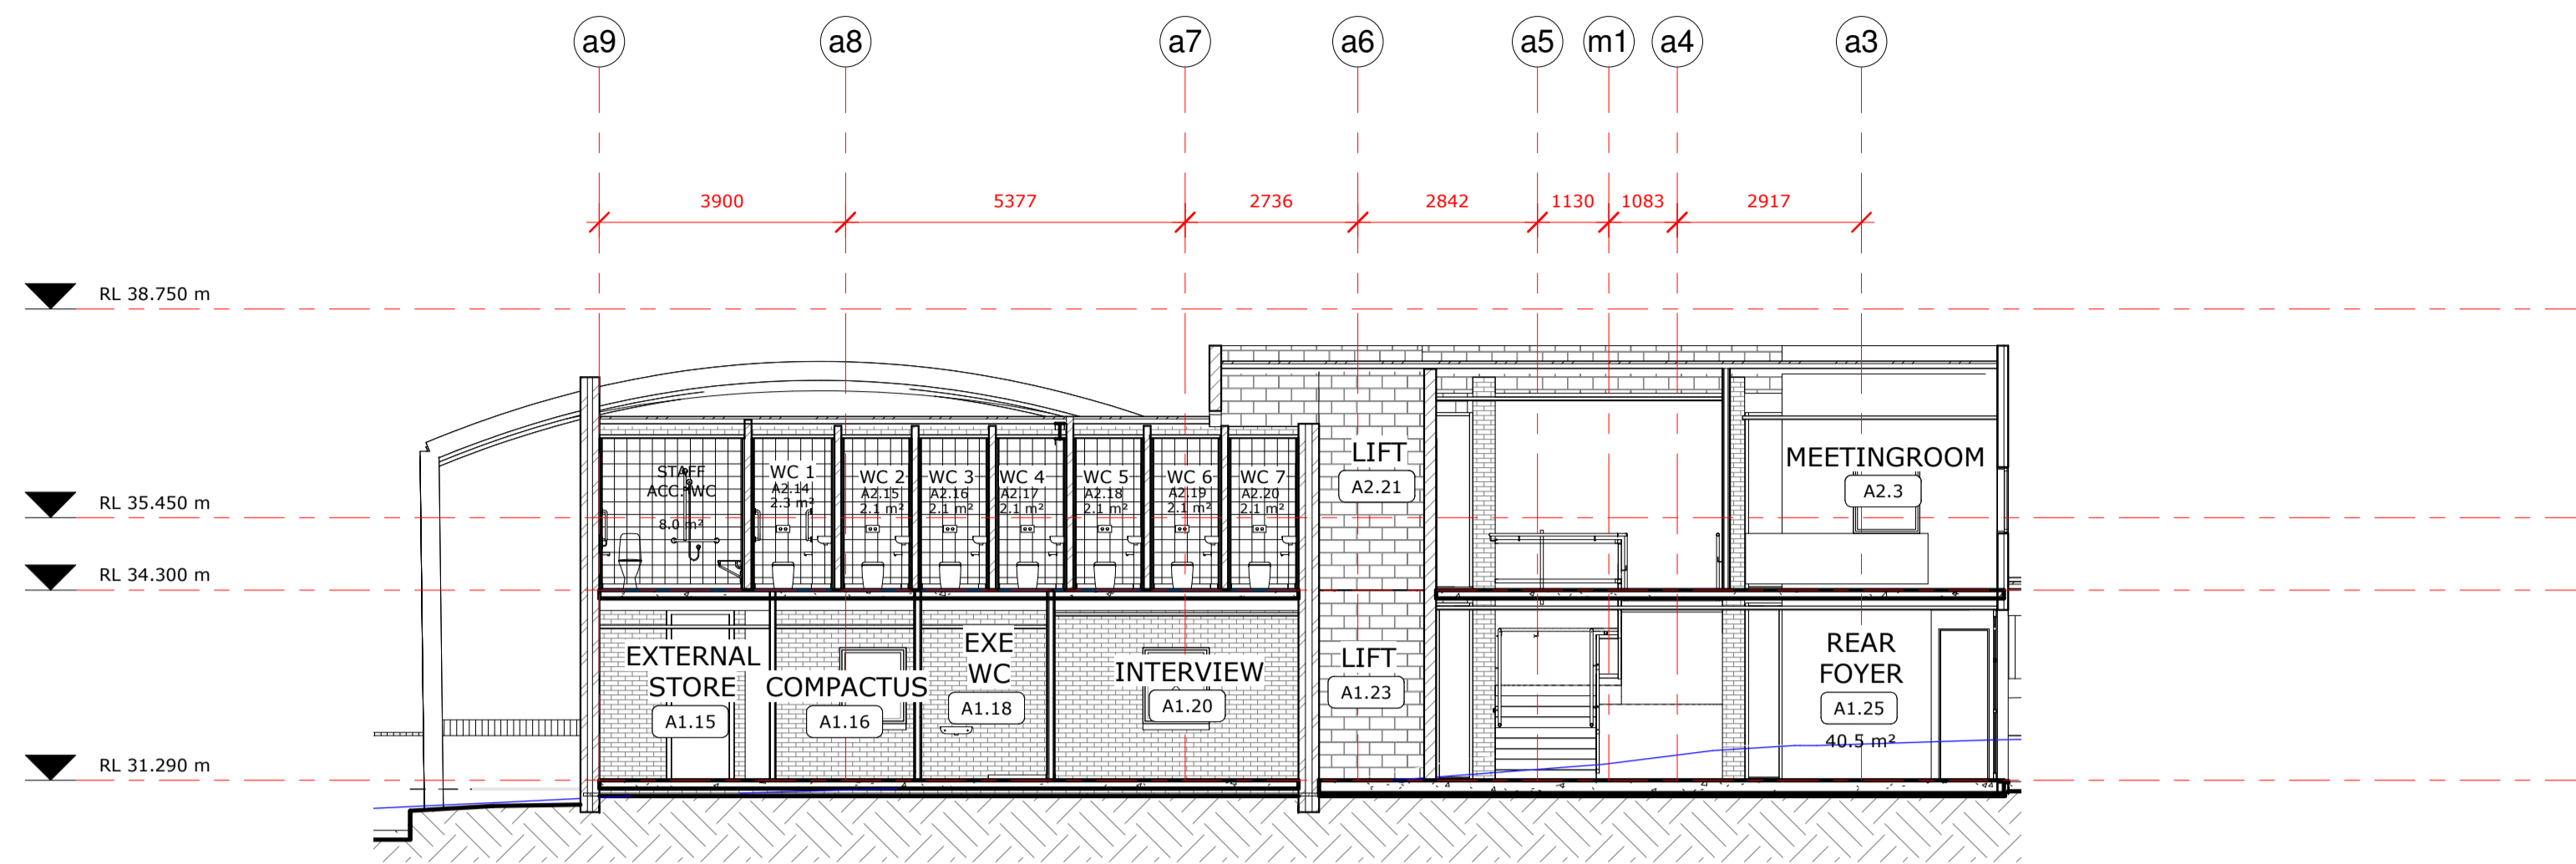 a9 a8 a7 a6 a5 m1 a4 a3
3900 5377 2736 2842 1130 1083 2917
RL 38.750 m
RL 35.450 m
RL 34.300 m
RL 31.290 m
STAFF
ACC. WC
8.0 m²
WC 1
A2.14
2.3 m²
WC 2
A2.15
2.1 m²
WC 3
A2.16
2.1 m²
WC 4
A2.17
2.1 m²
WC 5
A2.18
2.1 m²
WC 6
A2.19
2.1 m²
WC 7
A2.20
2.1 m²
LIFT
A2.21
MEETINGROOM
A2.3
EXTERNAL
STORE
A1.15
COMPACTUS
A1.16
EXE
WC
A1.18
INTERVIEW
A1.20
LIFT
A1.23
REAR
FOYER
A1.25
40.5 m²